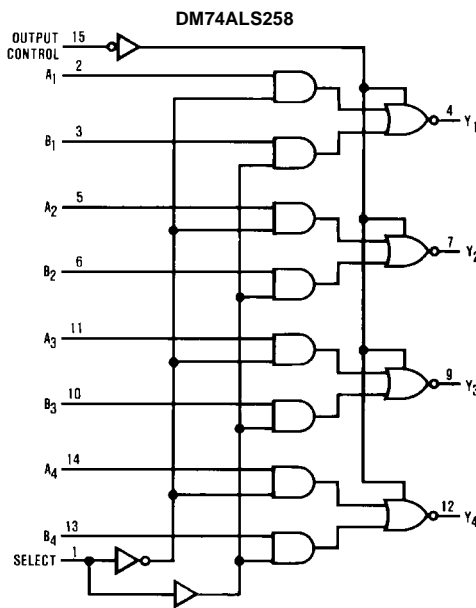 DM74ALS258
OUTPUT CONTROL 15
A1 2
B1 3
4 Y1
A2 5
B2 6
7 Y2
A3 11
B3 10
9 Y3
A4 14
B4 13
12 Y4
SELECT 1